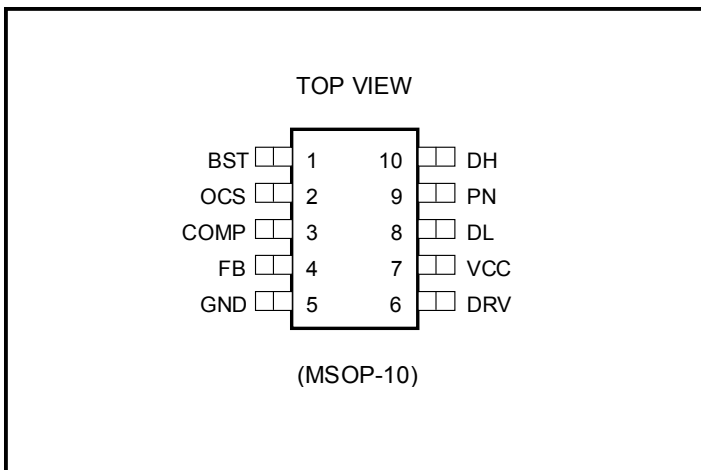 TOP VIEW
BST 1 10 DH
OCS 2 9 PN
COMP 3 8 DL
FB 4 7 VCC
GND 5 6 DRV
(MSOP-10)